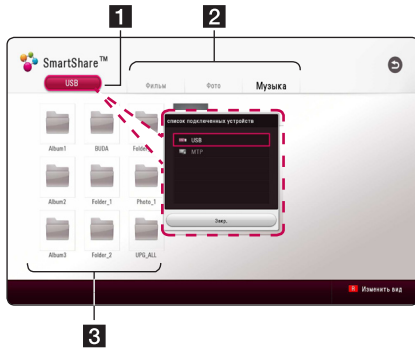 1
2
SmartShare™
USB
Фильм
Фото
Музыка
список подключенных устройств
USB
MTP
Закр.
Album1
BUDA
Folder
Album2
Folder_1
Photo_1
Album3
Folder_2
UPG_ALL
R Изменить вид
3